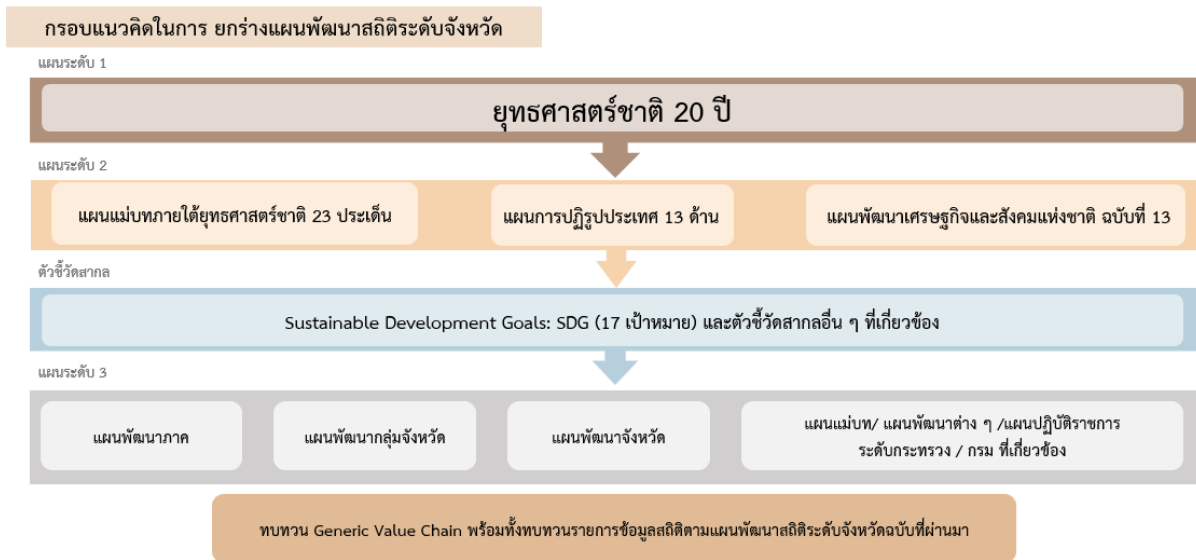 กรอบแนวคิดในการ ยกร่างแผนพัฒนาสถิติระดับจังหวัด
แผนระดับ 1
ยุทธศาสตร์ชาติ 20 ปี
แผนระดับ 2
แผนแม่บทภายใต้ยุทธศาสตร์ชาติ 23 ประเด็น
แผนการปฏิรูปประเทศ 13 ด้าน
แผนพัฒนาเศรษฐกิจและสังคมแห่งชาติ ฉบับที่ 13
ตัวชี้วัดสากล
Sustainable Development Goals: SDG (17 เป้าหมาย) และตัวชี้วัดสากลอื่น ๆ ที่เกี่ยวข้อง
แผนระดับ 3
แผนพัฒนาภาค
แผนพัฒนากลุ่มจังหวัด
แผนพัฒนาจังหวัด
แผนแม่บท/ แผนพัฒนาต่าง ๆ /แผนปฏิบัติราชการ
ระดับกระทรวง / กรม ที่เกี่ยวข้อง
ทบทวน Generic Value Chain พร้อมทั้งทบทวนรายการข้อมูลสถิติตามแผนพัฒนาสถิติระดับจังหวัดฉบับที่ผ่านมา